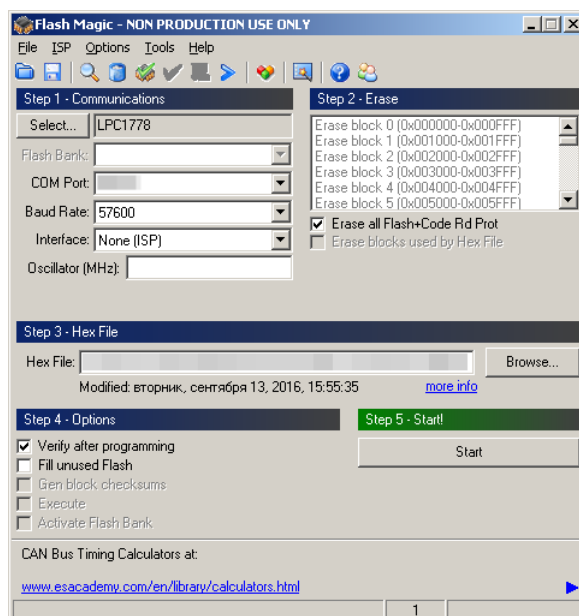 Flash Magic - NON PRODUCTION USE ONLY
File ISP Options Tools Help
Step 1 - Communications
Select... LPC1778
Flash Bank:
COM Port:
Baud Rate: 57600
Interface: None (ISP)
Oscillator (MHz):
Step 2 - Erase
Erase block 0 (0x000000-0x000FFF)
Erase block 1 (0x001000-0x001FFF)
Erase block 2 (0x002000-0x002FFF)
Erase block 3 (0x003000-0x003FFF)
Erase block 4 (0x004000-0x004FFF)
Erase block 5 (0x005000-0x005FFF)
Erase all Flash+Code Rd Prot
Erase blocks used by Hex File
Step 3 - Hex File
Hex File: Browse...
Modified: вторник, сентября 13, 2016, 15:55:35 more info
Step 4 - Options
Verify after programming
Fill unused Flash
Gen block checksums
Execute
Activate Flash Bank
Step 5 - Start!
Start
CAN Bus Timing Calculators at:
www.esacademy.com/en/library/calculators.html
1